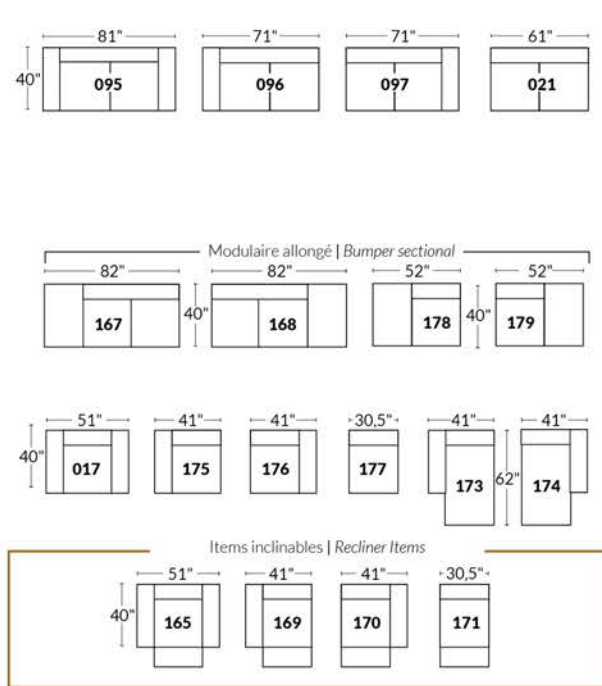 81" 71" 71" 61"
40"
095 096 097 021
Modulaire allongé | Bumper sectional
82" 82" 52" 52"
40" 40" 40"
167 168 178 179
51" 41" 41" 30,5" 41" 41"
40" 62"
017 175 176 177 173 174
Items inclinables | Recliner Items
51" 41" 41" 30,5"
40"
165 169 170 171